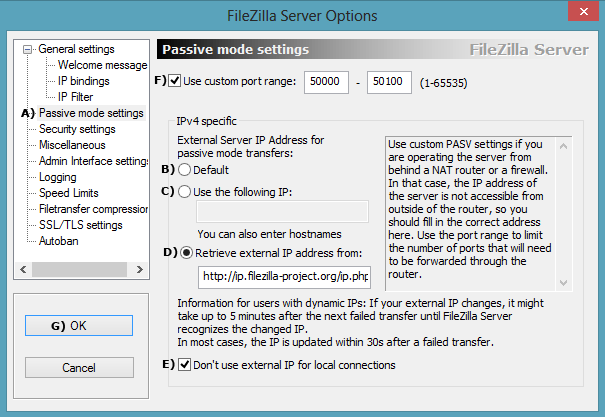 FileZilla Server Options
General settings
Welcome message
IP bindings
IP Filter
A) Passive mode settings
Security settings
Miscellaneous
Admin Interface settings
Logging
Speed Limits
Filetransfer compression
SSL/TLS settings
Autoban
G) OK
Cancel
Passive mode settings
FileZilla Server
F) Use custom port range: 50000 - 50100 (1-65535)
IPv4 specific
External Server IP Address for
passive mode transfers:
B) Default
C) Use the following IP:
You can also enter hostnames
D) Retrieve external IP address from:
http://ip.filezilla-project.org/ip.php
Use custom PASV settings if you
are operating the server from
behind a NAT router or a firewall.
In that case, the IP address of
the server is not accessible from
outside of the router, so you
should fill in the correct address
here. Use the port range to limit
the number of ports that will need
to be forwarded through the
router.
Information for users with dynamic IPs: If your external IP changes, it might
take up to 5 minutes after the next failed transfer until FileZilla Server
recognizes the changed IP.
In most cases, the IP is updated within 30s after a failed transfer.
E) Don't use external IP for local connections